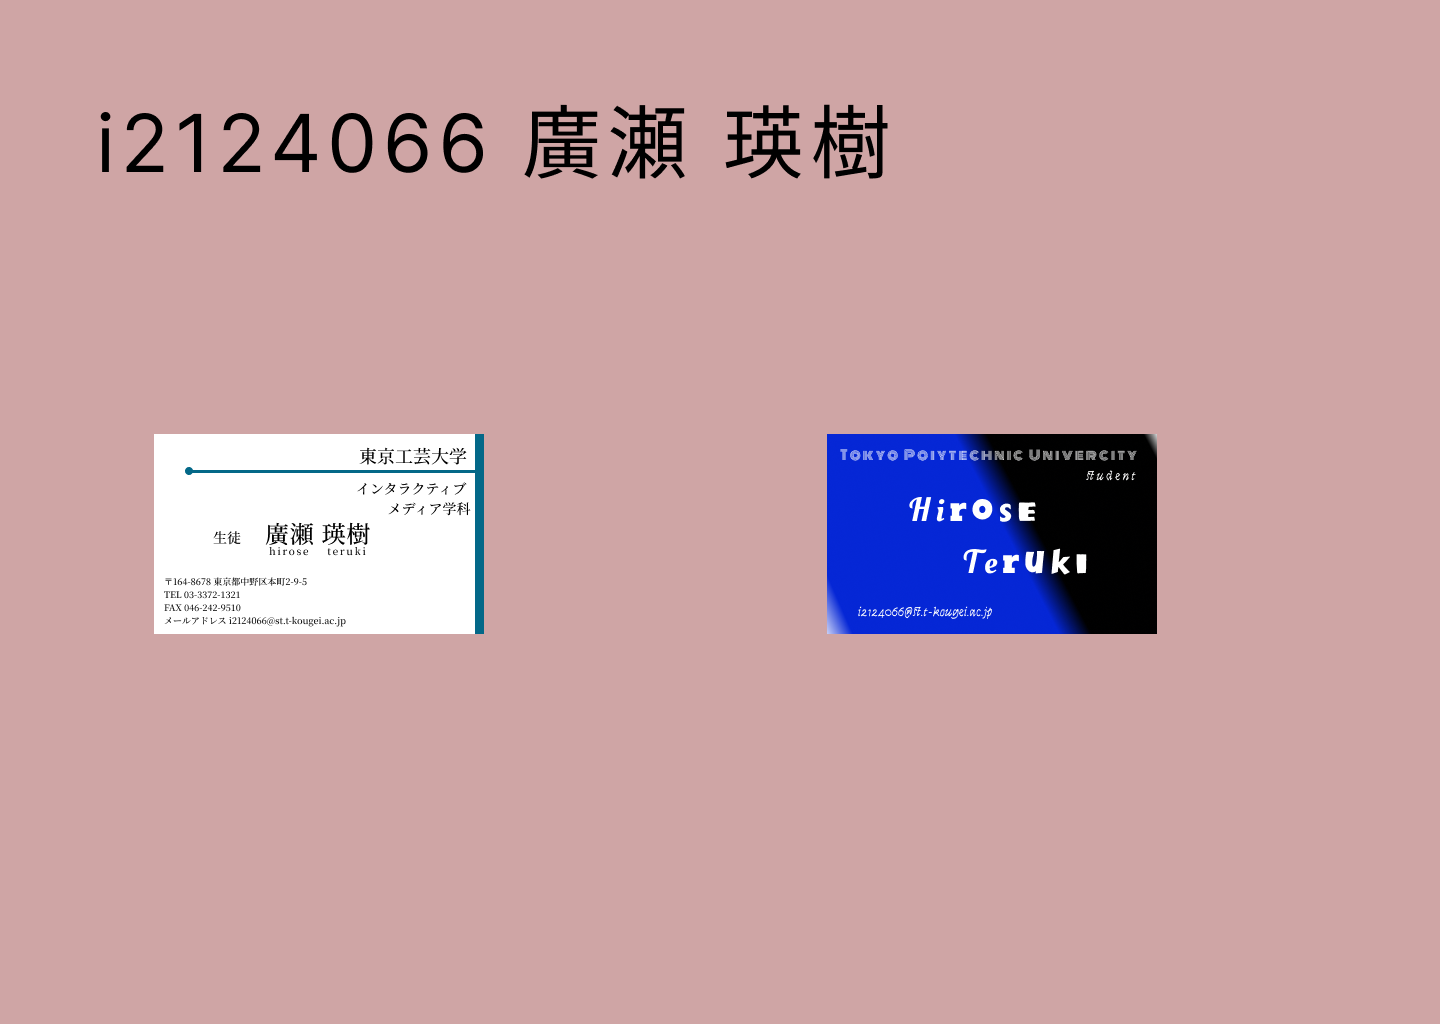 i2124066 廣瀬 瑛樹
東京工芸大学
インタラクティブ
メディア学科
生徒 廣瀬 瑛樹
hirose teruki
〒164-8678 東京都中野区本町2-9-5
TEL 03-3372-1321
FAX 046-242-9510
メールアドレス i2124066@st.t-kougei.ac.jp
Tokyo Poiytechnic Univercity
student
Hirose
Teruki
i2124066@st.t-kougei.ac.jp